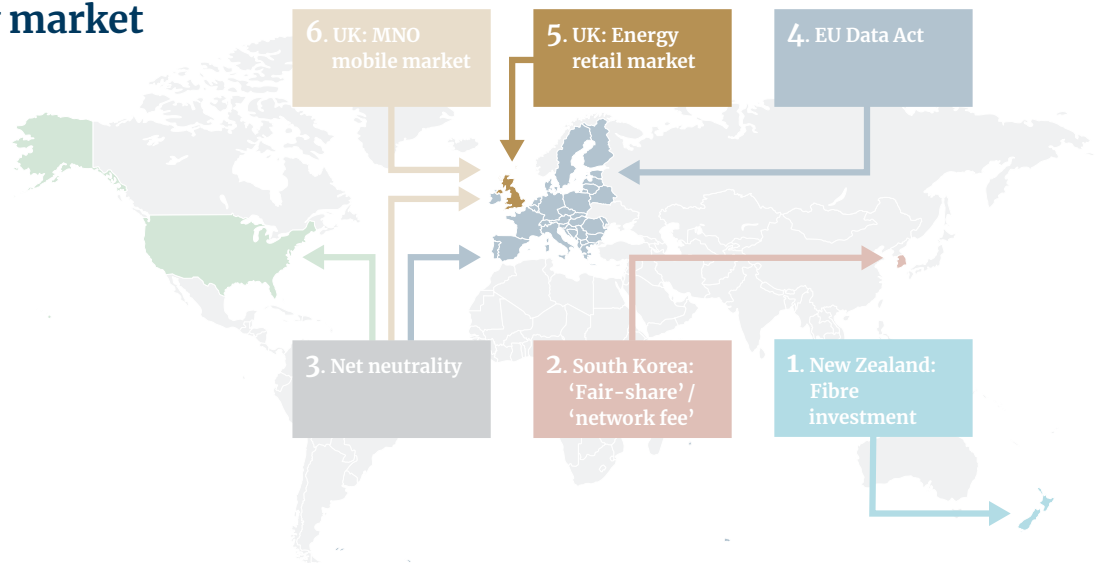 market
6. UK: MNO
mobile market
5. UK: Energy
retail market
4. EU Data Act
3. Net neutrality
2. South Korea:
‘Fair-share’ /
‘network fee’
1. New Zealand:
Fibre
investment